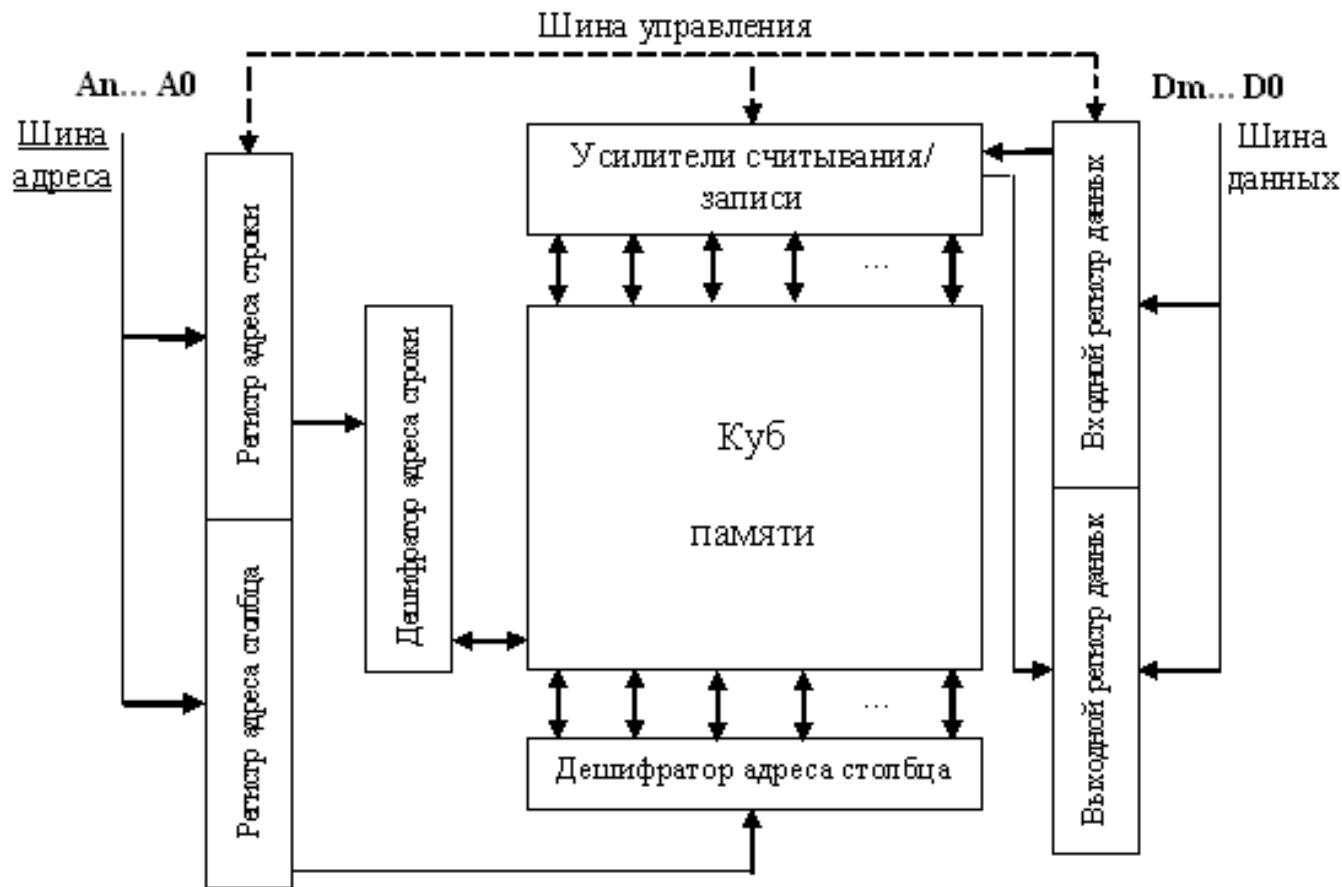 Шина управления
An... A0
Dm... D0
Шина
адреса
Усилители считывания/
записи
Шина
данных
Регистр адреса строки
Дешифратор адреса строки
Входной регистр данных
...
Куб
памяти
Регистр адреса столбца
Выходной регистр данных
...
Дешифратор адреса столбца